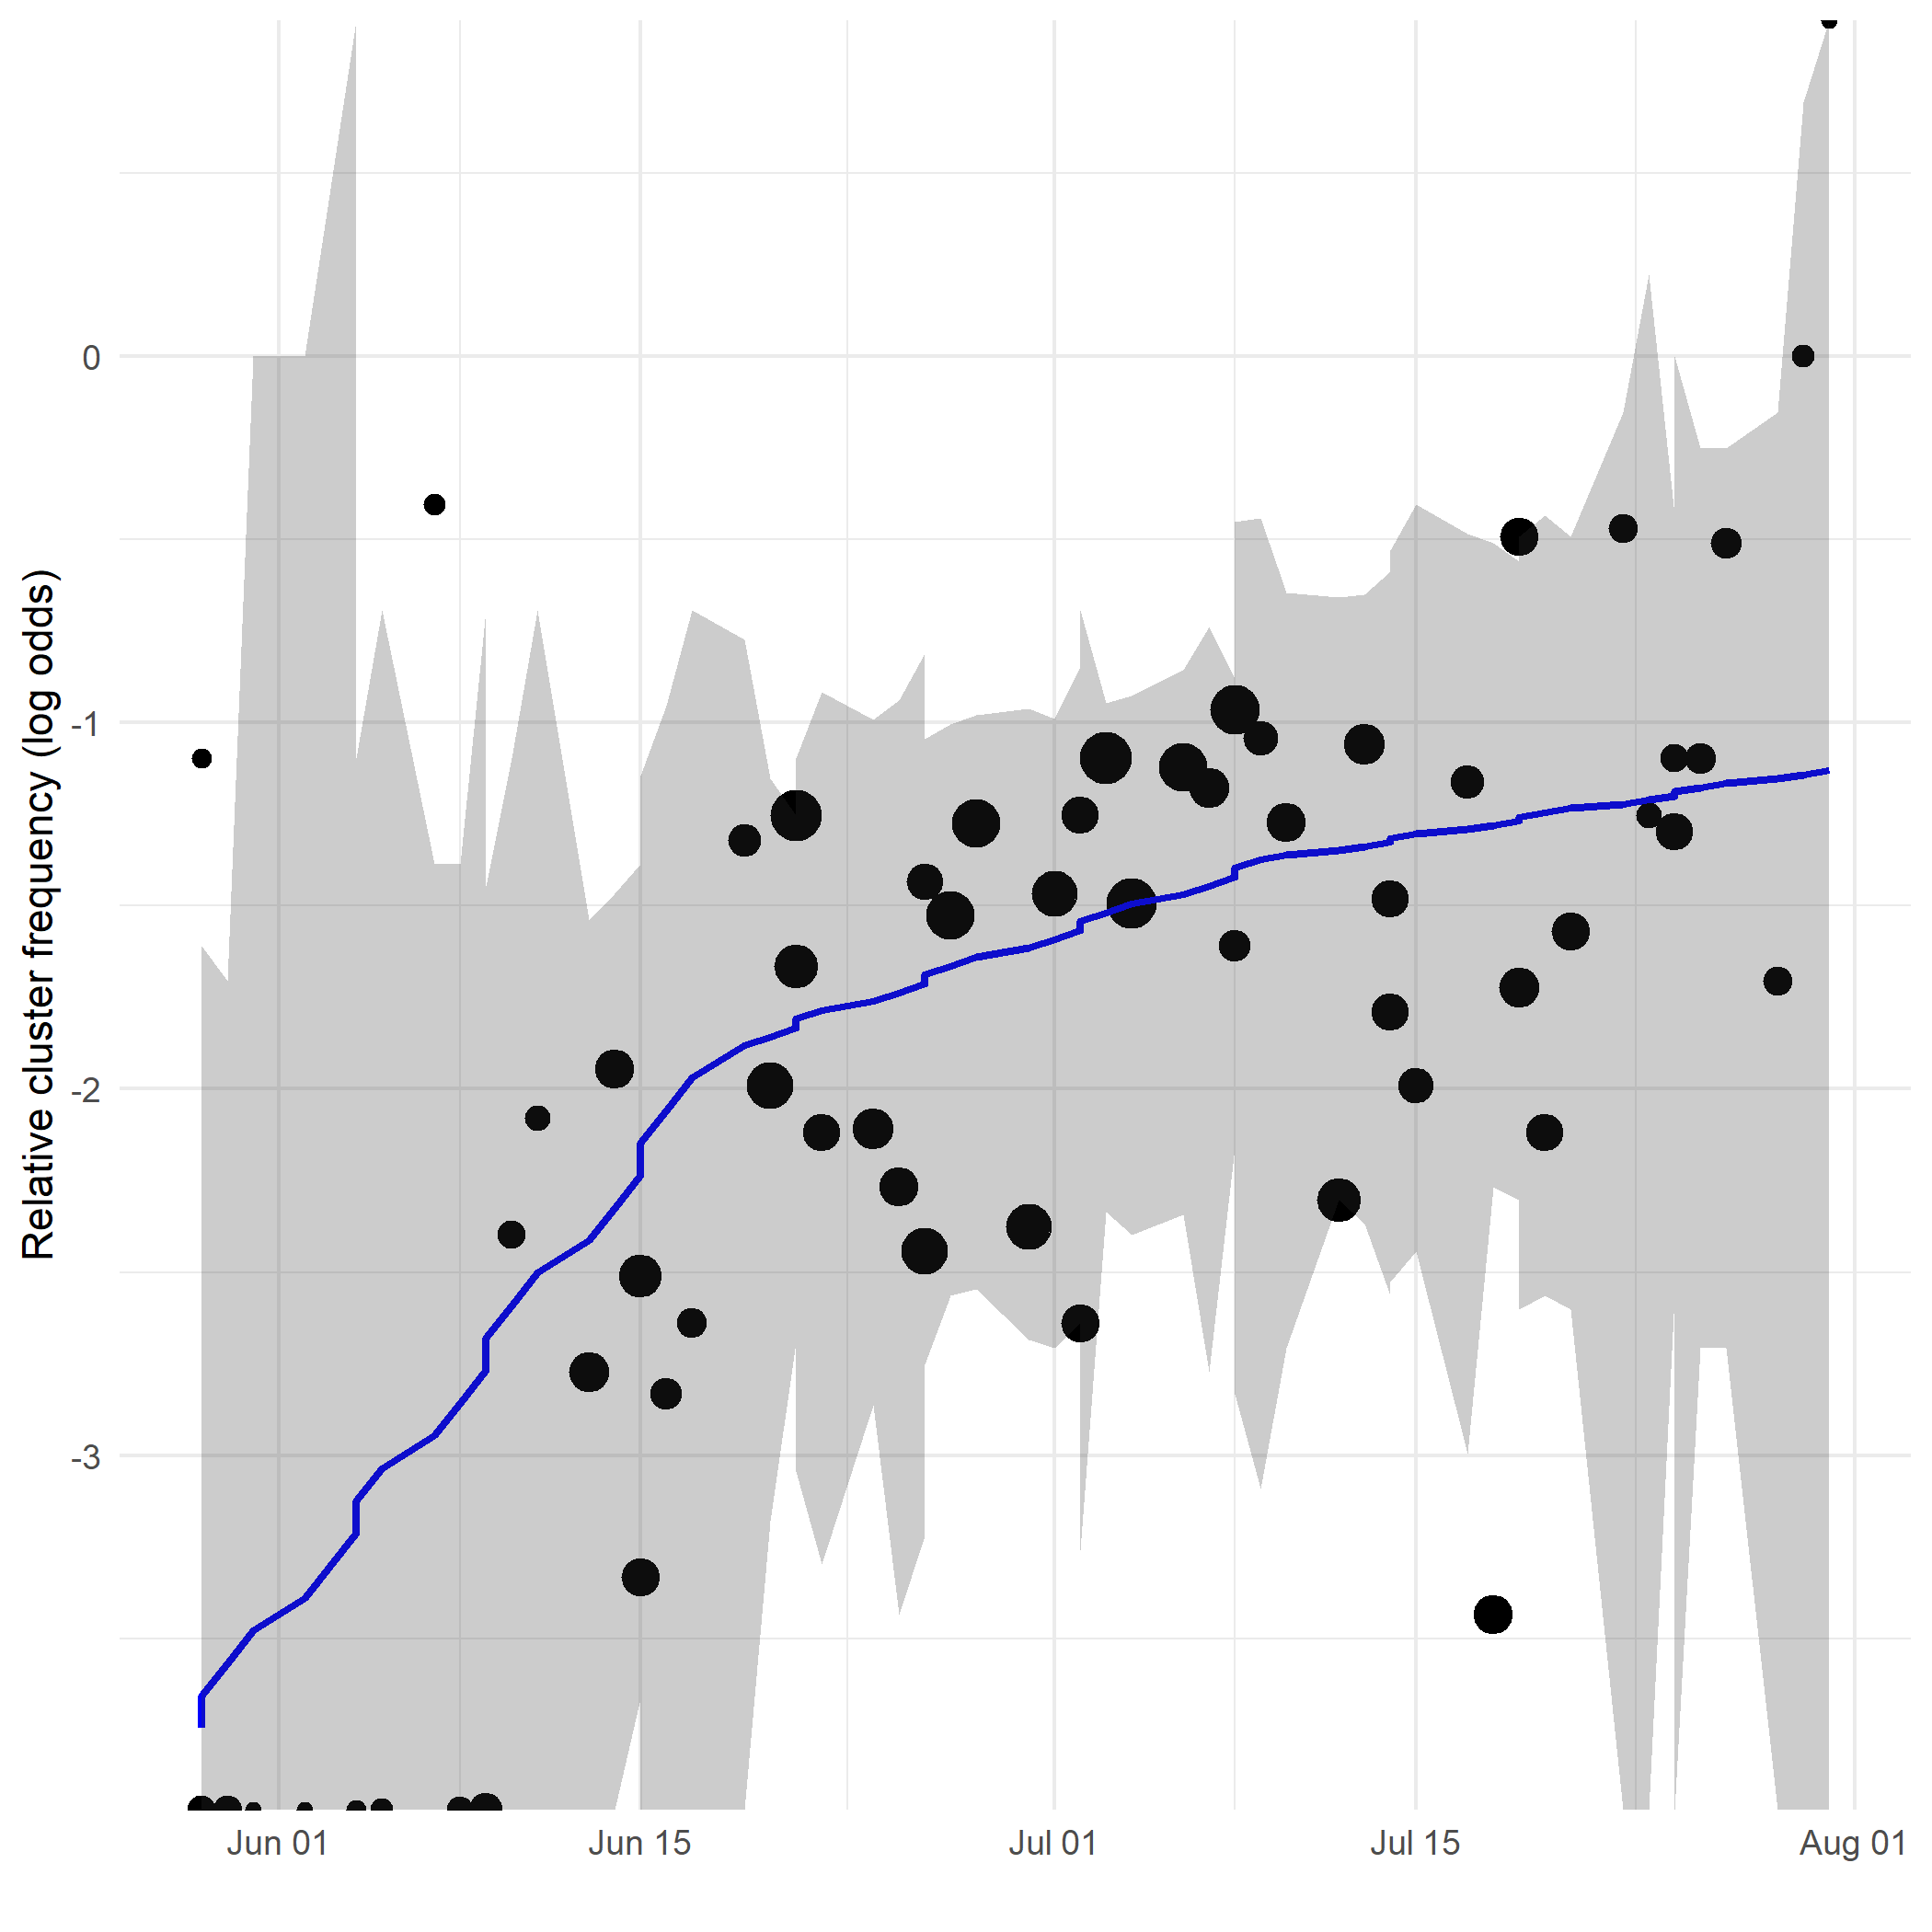 Relative cluster frequency (log odds)
0
-1
-2
-3
Jun 01
Jun 15
Jul 01
Jul 15
Aug 01